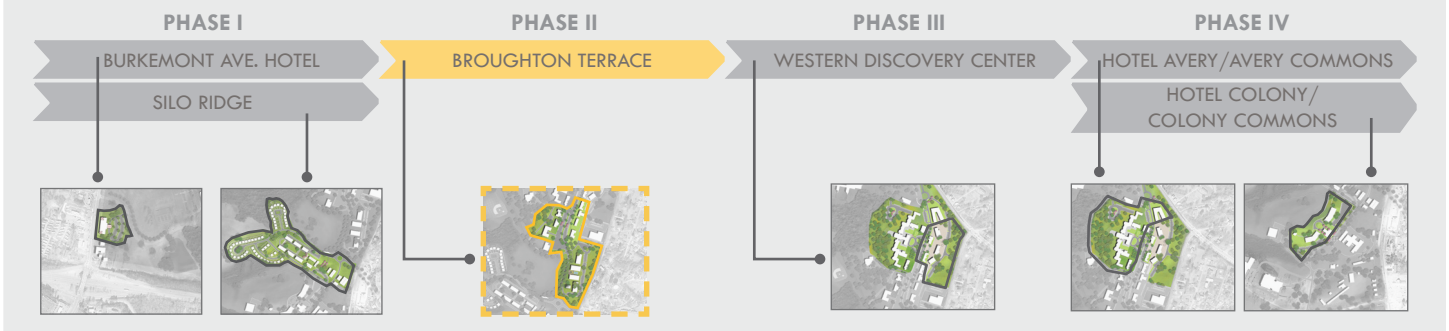 PHASE I
PHASE II
PHASE III
PHASE IV
BURKEMONT AVE. HOTEL
BROUGHTON TERRACE
WESTERN DISCOVERY CENTER
HOTEL AVERY/AVERY COMMONS
SILO RIDGE
HOTEL COLONY/
COLONY COMMONS